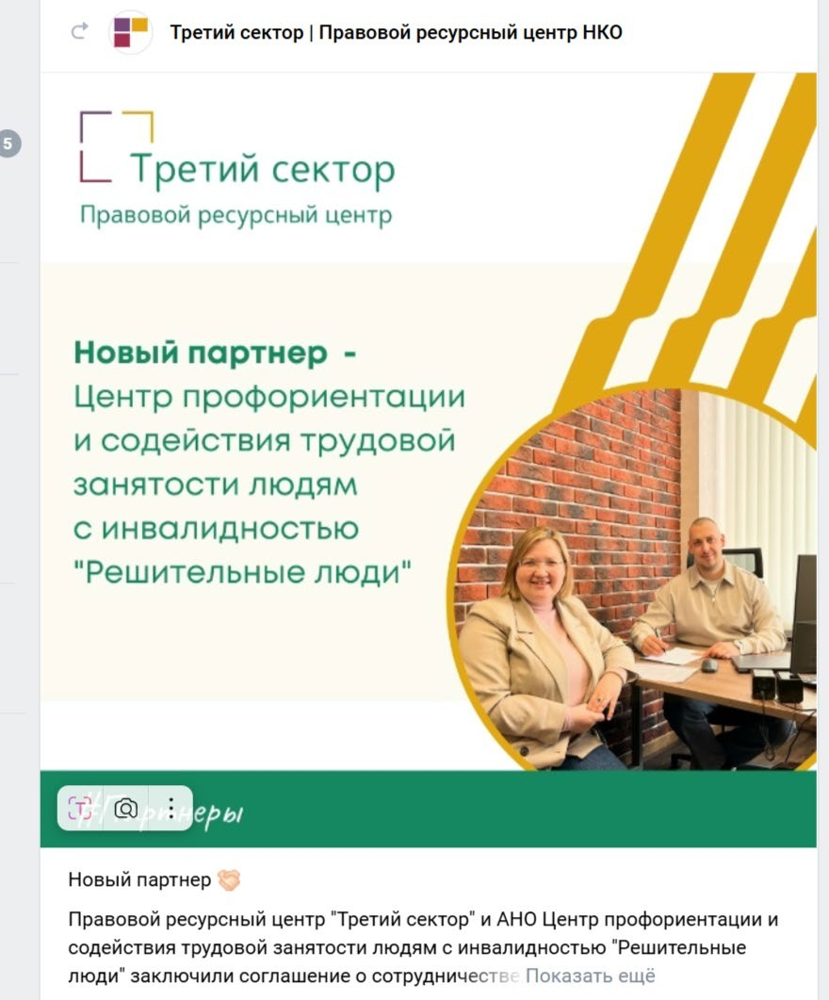 Третий сектор | Правовой ресурсный центр НКО
5
Третий сектор
Правовой ресурсный центр
Новый партнер -
Центр профориентации
и содействия трудовой
занятости людям
с инвалидностью
"Решительные люди"
#Партнеры
Новый партнер 🤝🏻
Правовой ресурсный центр "Третий сектор" и АНО Центр профориентации и
содействия трудовой занятости людям с инвалидностью "Решительные
люди" заключили соглашение о сотрудничестве Показать ещё